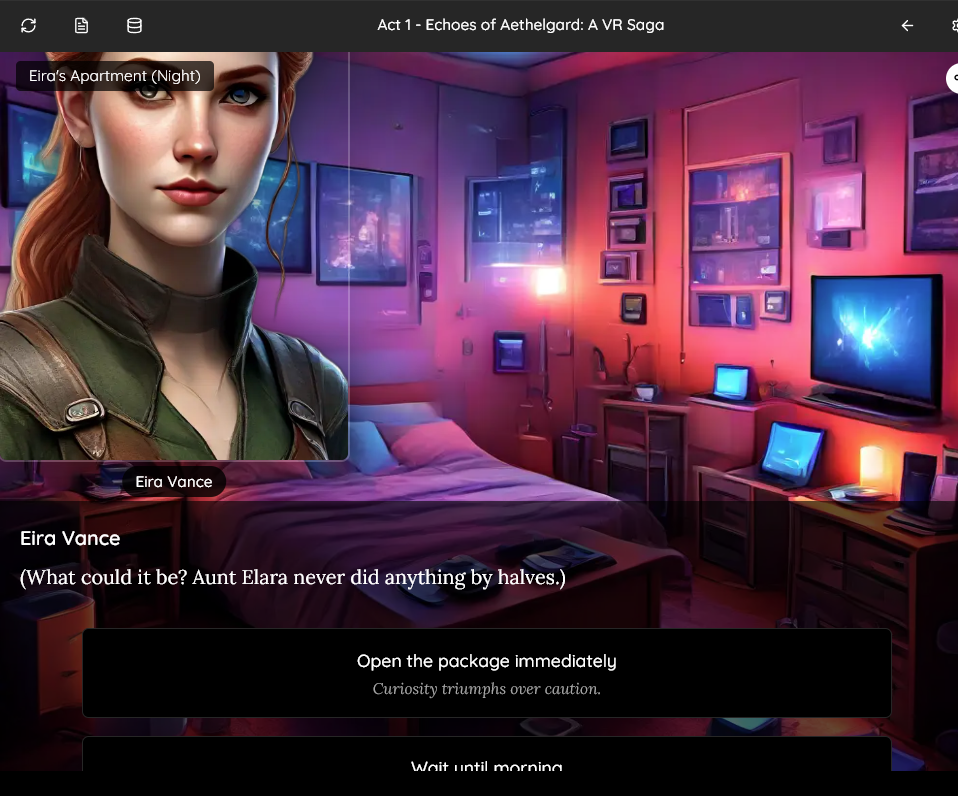 Act 1 - Echoes of Aethelgard: A VR Saga
Eira's Apartment (Night)
Eira Vance
Eira Vance
(What could it be? Aunt Elara never did anything by halves.)
Open the package immediately
Curiosity triumphs over caution.
Wait until morning